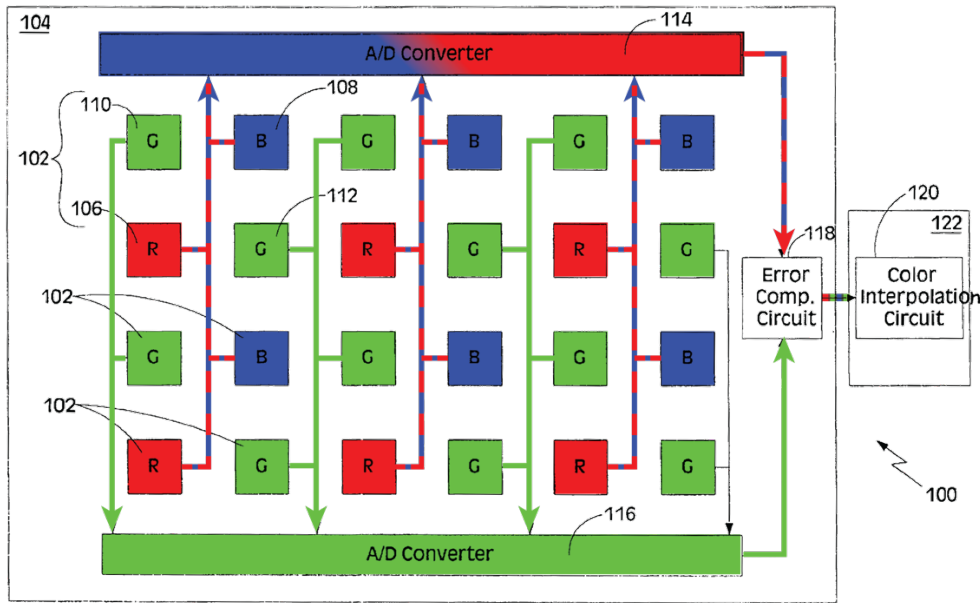 104
A/D Converter
114
110
108
G
B
G
B
G
B
102
106
112
R
G
R
G
R
G
118
120
122
Error
Comp.
Circuit
Color
Interpolation
Circuit
102
G
B
G
B
G
B
102
R
G
R
G
R
G
100
116
A/D Converter